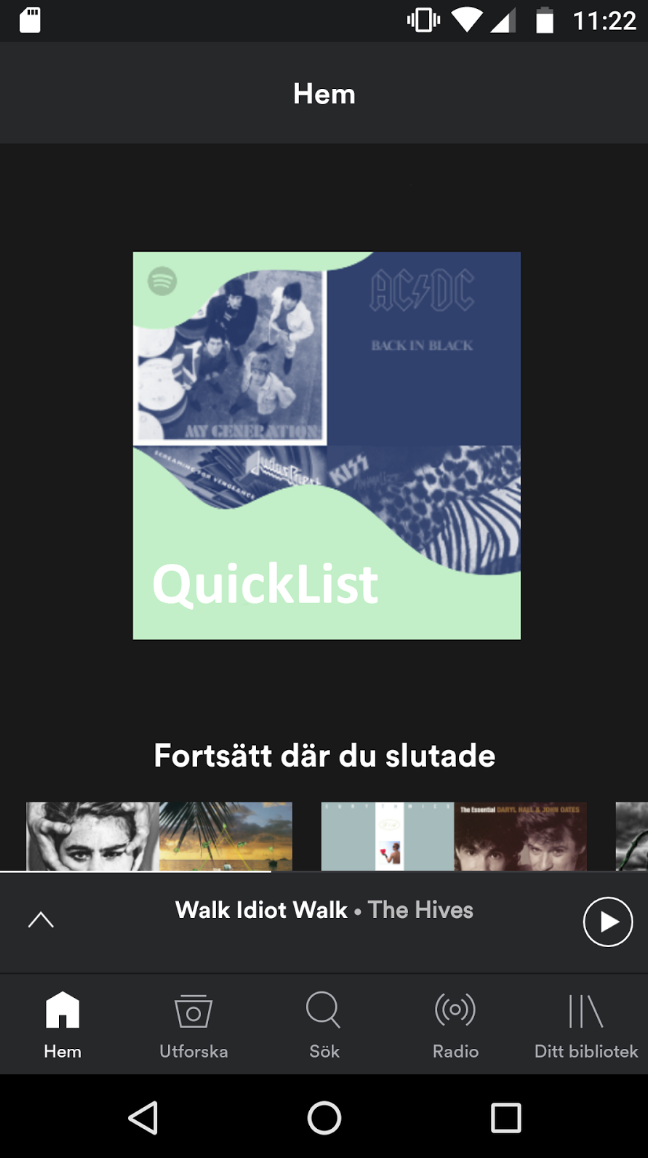 11:22
Hem
AC DC
BACK IN BLACK
MY GENERATION
SCREAMING FOR VENGEANCE
Judas Priest
KISS
QuickList
Fortsätt där du slutade
The Essential DARYL HALL & JOHN OATES
Walk Idiot Walk • The Hives
Hem
Utforska
Sök
Radio
Ditt bibliotek